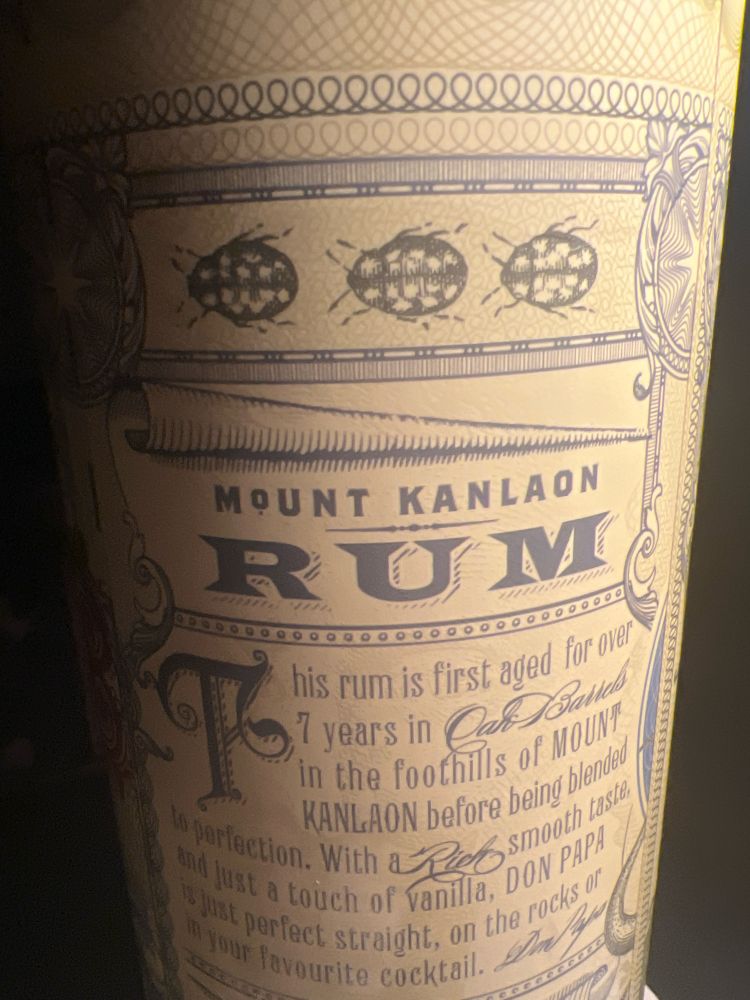 MOUNT KANLAON
RUM
This rum is first aged for over
7 years in Oak Barrels
in the foothills of MOUNT
KANLAON before being blended
to perfection. With a Rich smooth taste,
and just a touch of vanilla, DON PAPA
is just perfect straight, on the rocks or
in your favourite cocktail. Don Papa